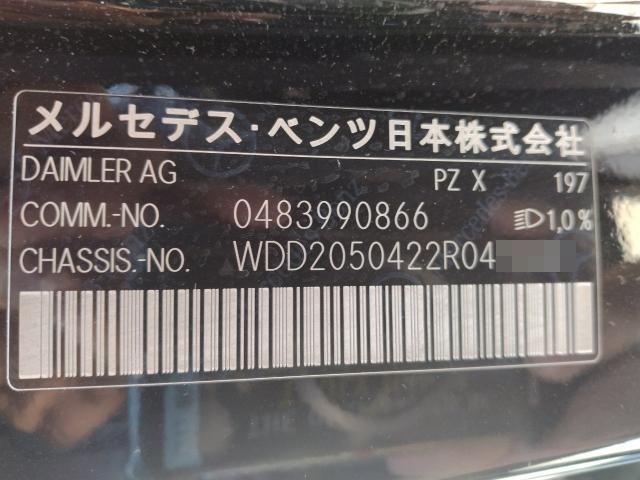 メルセデス・ベンツ日本株式会社
DAIMLER AG PZ X 197
COMM.-NO. 0483990866 1,0%
CHASSIS.-NO. WDD2050422R04